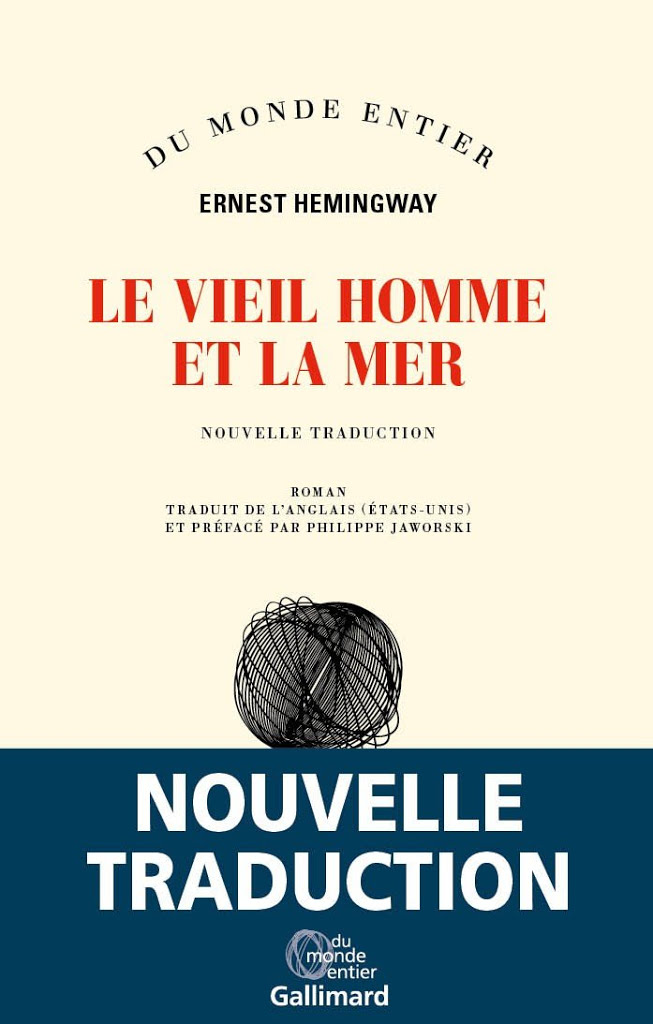 DU MONDE ENTIER
ERNEST HEMINGWAY
LE VIEIL HOMME
ET LA MER
NOUVELLE TRADUCTION
ROMAN
TRADUIT DE L'ANGLAIS (ÉTATS-UNIS)
ET PRÉFACÉ PAR PHILIPPE JAWORSKI
NOUVELLE
TRADUCTION
du
monde
entier
Gallimard